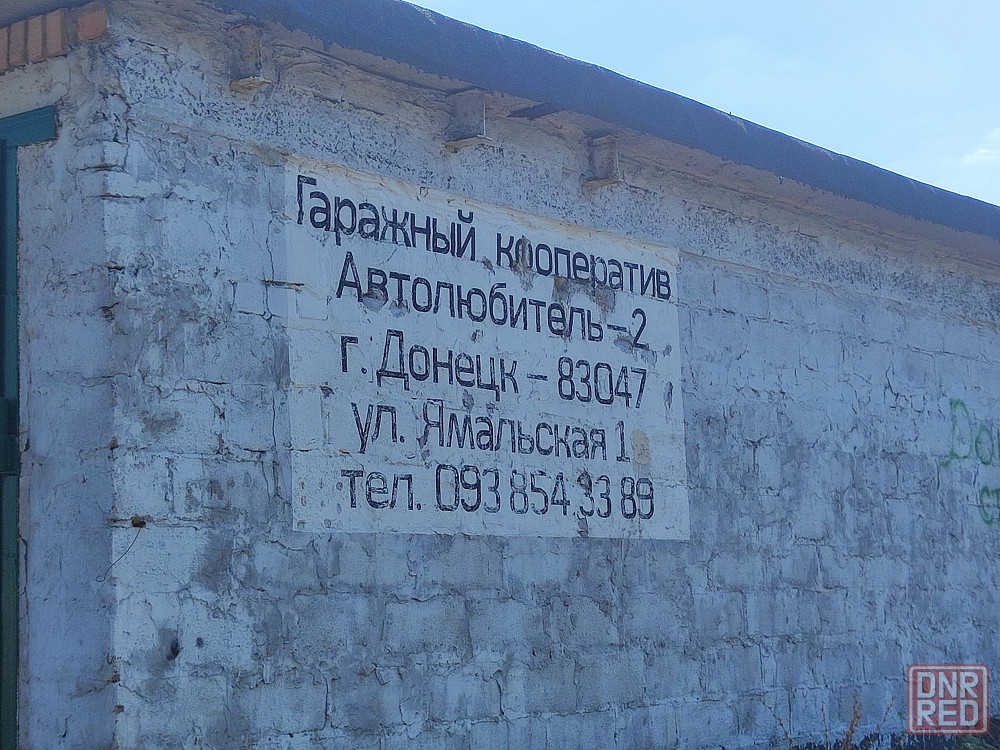 Гаражный кооператив
Автолюбитель-2
г. Донецк - 83047
ул. Ямальская 1
тел. 093 854 33 89
DNR
RED